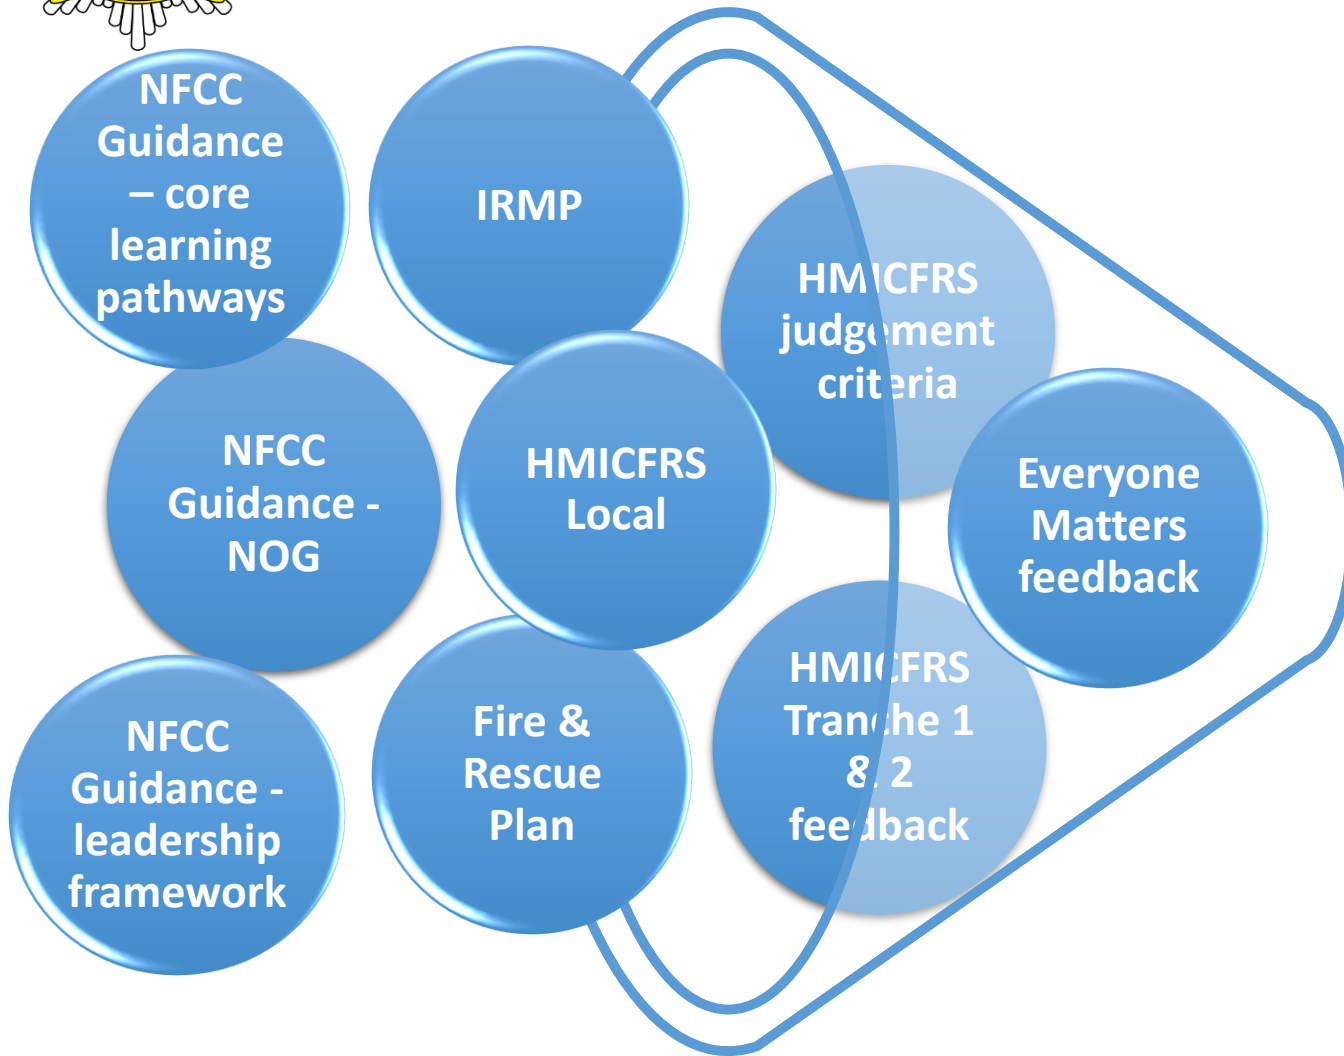 NFCC
Guidance
– core
learning
pathways
IRMP
HMICFRS
judgement
criteria
NFCC
Guidance -
NOG
HMICFRS
Local
Everyone
Matters
feedback
NFCC
Guidance -
leadership
framework
Fire &
Rescue
Plan
HMICFRS
Tranche 1
& 2
feedback